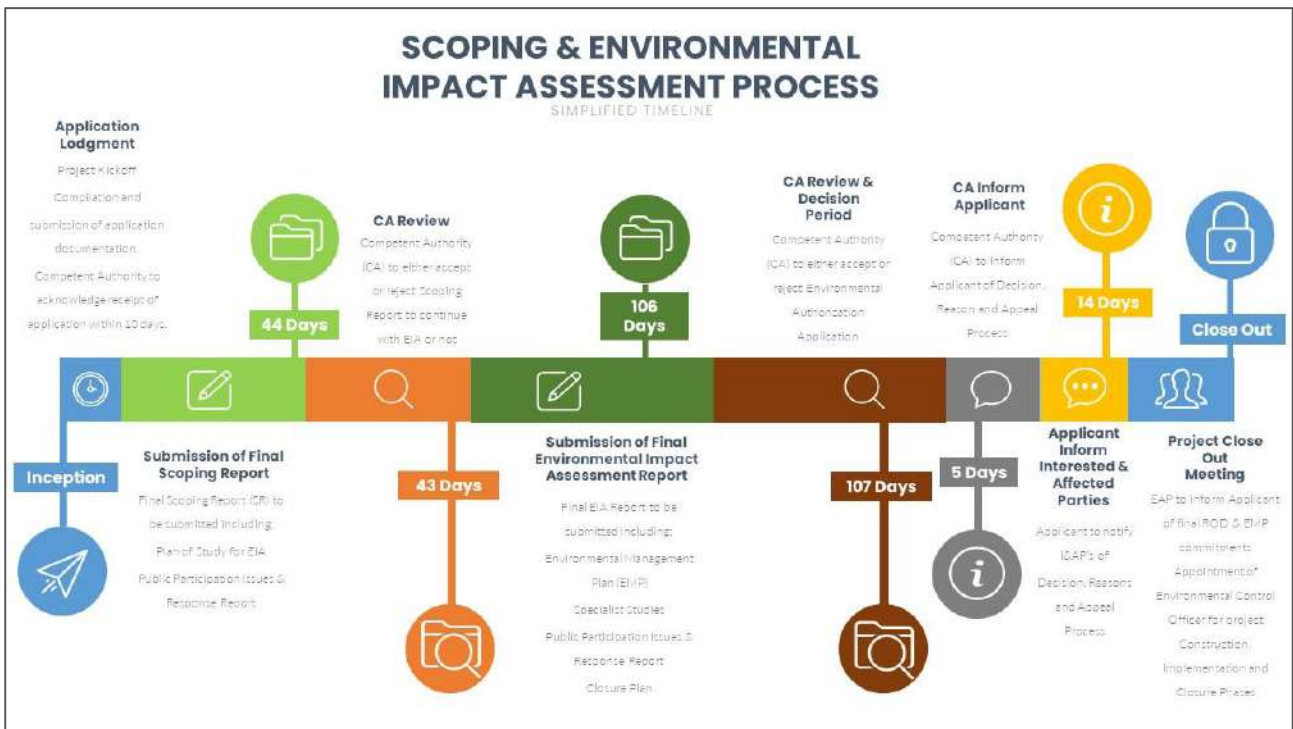 SCOPING & ENVIRONMENTAL
IMPACT ASSESSMENT PROCESS
SIMPLIFIED TIMELINE
Application
Lodgment
Project Kickoff
Compilation and
submission of application
documentation.
Competent Authority to
acknowledge receipt of
application within 10 days.
44 Days
CA Review
Competent Authority
(CA) to either accept
or reject Scoping
Report to continue
with EIA or not
106
Days
CA Review &
Decision
Period
Competent Authority
(CA) to either accept or
reject Environmental
Authorization
Application
CA Inform
Applicant
Competent Authority
(CA) to Inform
Applicant of Decision,
Reason and Appeal
Process
14 Days
Close Out
Inception
Submission of Final
Scoping Report
Final Scoping Report (SR) to
be submitted including:
Plan of Study for EIA
Public Participation Issues &
Response Report
43 Days
Submission of Final
Environmental Impact
Assessment Report
Final EIA Report to be
submitted including:
Environmental Management
Plan (EMP)
Specialist Studies
Public Participation Issues &
Response Report
Closure Plan
107 Days
5 Days
Applicant
Inform
Interested &
Affected
Parties
Applicant to notify
I&AP's of
Decision, Reasons
and Appeal
Process
Project Close
Out
Meeting
EAP to Inform Applicant
of final ROD & EMP
commitments
Appointment of
Environmental Control
Officer for project
Construction,
Implementation and
Closure Phases